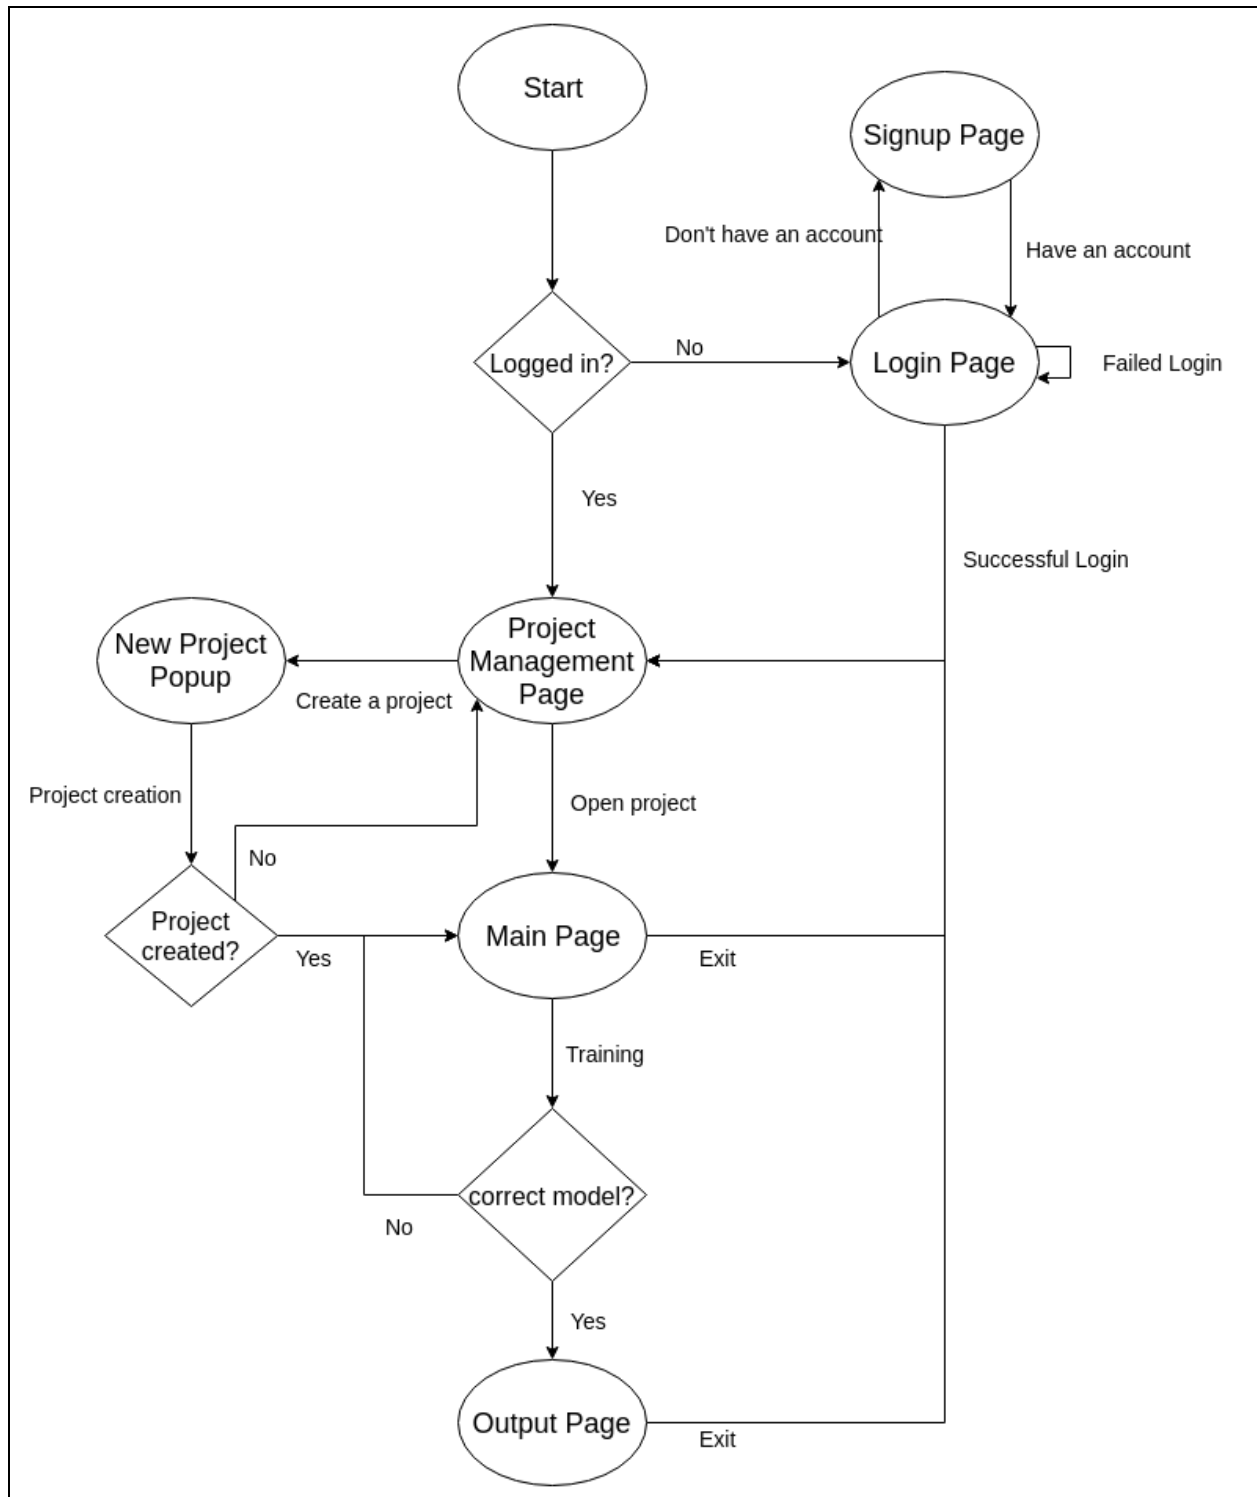 Start
Signup Page
Don't have an account
Have an account
No
Logged in?
Login Page
Failed Login
Yes
Successful Login
New Project
Popup
Project
Management
Page
Create a project
Project creation
Open project
No
Project
created?
Yes
Main Page
Exit
Training
correct model?
No
Yes
Output Page
Exit